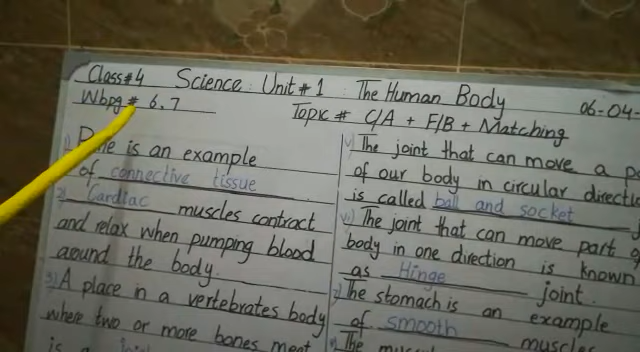 Class#4 Science: Unit#1 The Human Body 06-04-
Wbpg # 6,7 Topic # C/A + F/B + Matching
is an example
of connective tissue
2) Cardiac muscles contract
and relax when pumping blood
around the body.
3) A place in a vertebrates body
where two or more bones meet
is a
v) The joint that can move a
of our body in circular
is called ball and socket
vi) The joint that can move part
body in one direction is known
as Hinge joint.
7) The stomach is an example
of smooth muscles
The